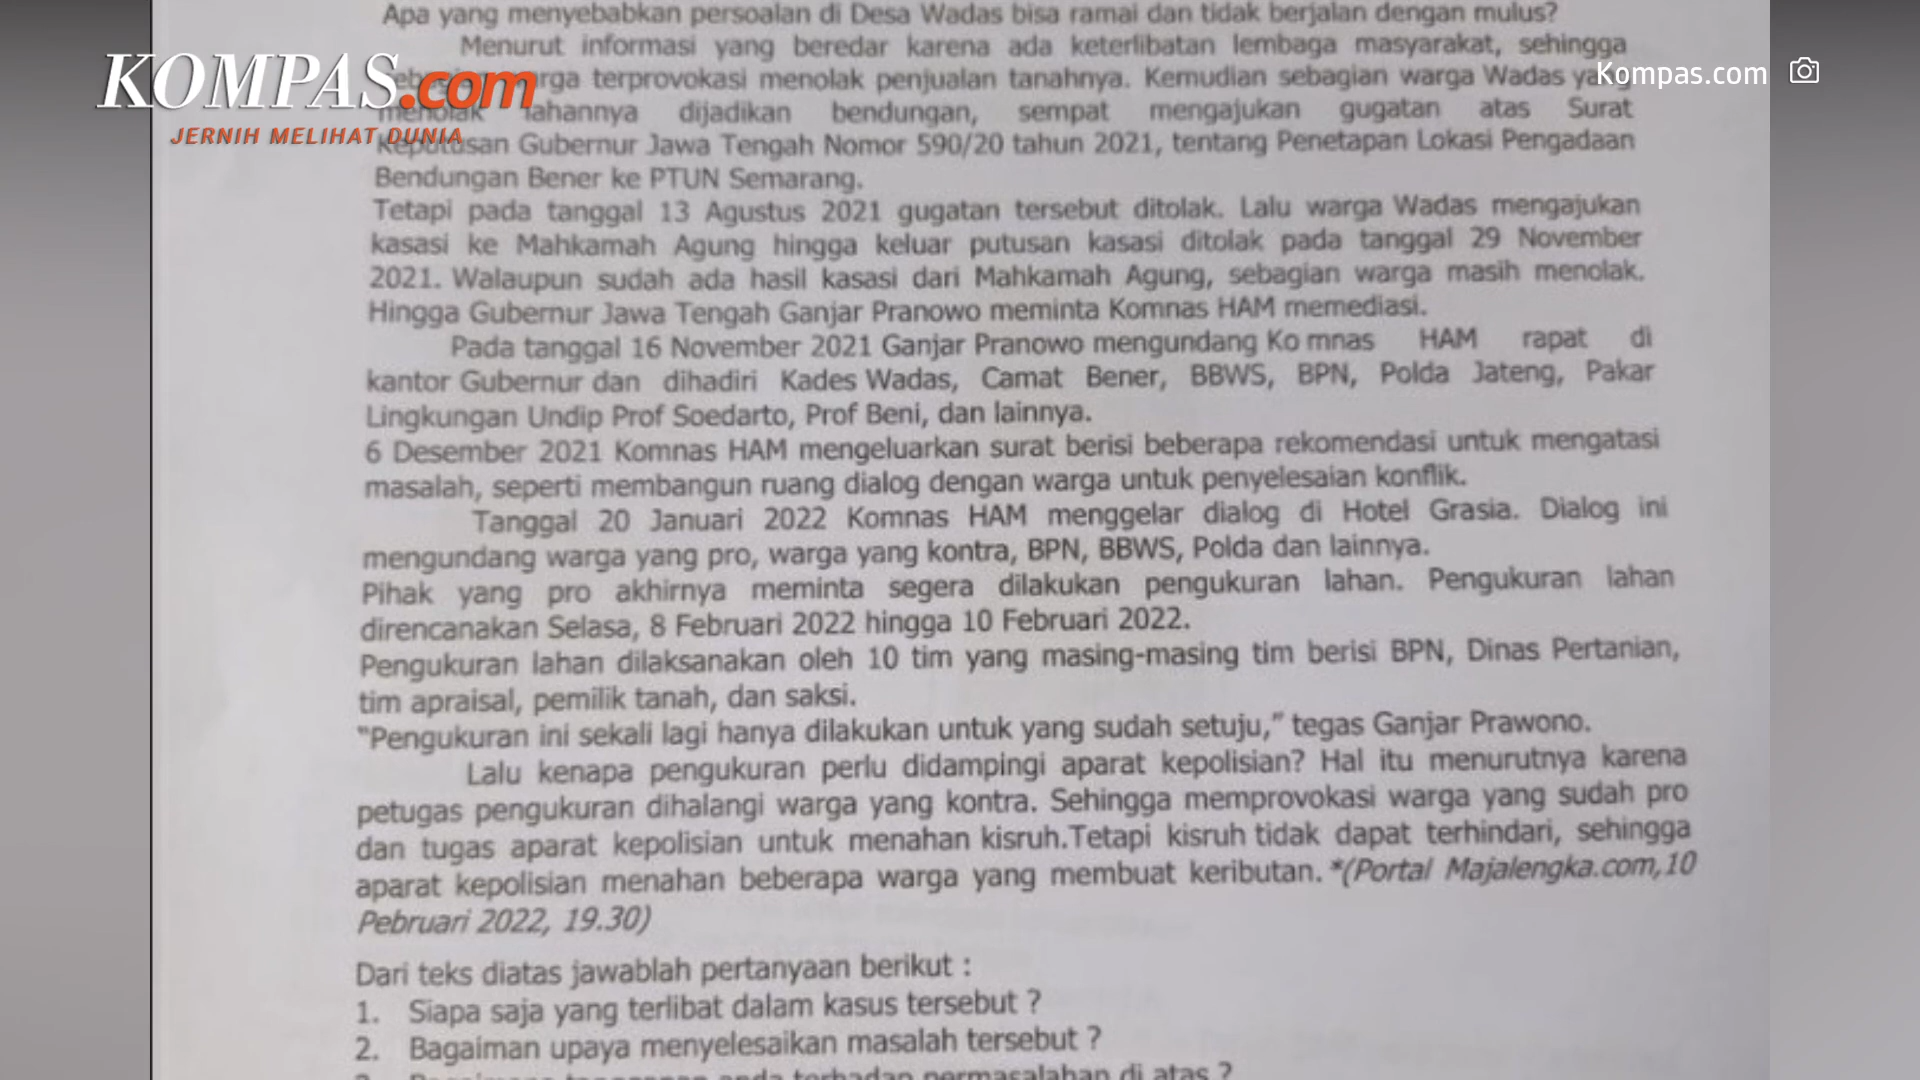 Apa yang menyebabkan persoalan di Desa Wadas bisa ramai dan tidak berjalan dengan mulus?
Menurut informasi yang beredar karena ada keterlibatan lembaga masyarakat, sehingga
KOMPAS.com
JERNIH MELIHAT DUNIA
Kompas.com
terprovokasi menolak penjualan tanahnya. Kemudian sebagian warga Wadas
menolak lahannya dijadikan bendungan, sempat mengajukan gugatan atas Surat
Keputusan Gubernur Jawa Tengah Nomor 590/20 tahun 2021, tentang Penetapan Lokasi Pengadaan
Bendungan Bener ke PTUN Semarang.
Tetapi pada tanggal 13 Agustus 2021 gugatan tersebut ditolak. Lalu warga Wadas mengajukan
kasasi ke Mahkamah Agung hingga keluar putusan kasasi ditolak pada tanggal 29 November
2021. Walaupun sudah ada hasil kasasi dari Mahkamah Agung, sebagian warga masih menolak.
Hingga Gubernur Jawa Tengah Ganjar Pranowo meminta Komnas HAM memediasi.
Pada tanggal 16 November 2021 Ganjar Pranowo mengundang Ko mnas HAM rapat di
kantor Gubernur dan dihadiri Kades Wadas, Camat Bener, BBWS, BPN, Polda Jateng, Pakar
Lingkungan Undip Prof Soedarto, Prof Beni, dan lainnya.
6 Desember 2021 Komnas HAM mengeluarkan surat berisi beberapa rekomendasi untuk mengatasi
masalah, seperti membangun ruang dialog dengan warga untuk penyelesaian konflik.
Tanggal 20 Januari 2022 Komnas HAM menggelar dialog di Hotel Grasia. Dialog ini
mengundang warga yang pro, warga yang kontra, BPN, BBWS, Polda dan lainnya.
Pihak yang pro akhirnya meminta segera dilakukan pengukuran lahan. Pengukuran lahan
direncanakan Selasa, 8 Februari 2022 hingga 10 Februari 2022.
Pengukuran lahan dilaksanakan oleh 10 tim yang masing-masing tim berisi BPN, Dinas Pertanian,
tim apraisal, pemilik tanah, dan saksi.
"Pengukuran ini sekali lagi hanya dilakukan untuk yang sudah setuju," tegas Ganjar Prawono.
Lalu kenapa pengukuran perlu didampingi aparat kepolisian? Hal itu menurutnya karena
petugas pengukuran dihalangi warga yang kontra. Sehingga memprovokasi warga yang sudah pro
dan tugas aparat kepolisian untuk menahan kisruh.Tetapi kisruh tidak dapat terhindari, sehingga
aparat kepolisian menahan beberapa warga yang membuat keributan. *(Portal Majalengka.com,10
Pebruari 2022, 19.30)
Dari teks diatas jawablah pertanyaan berikut :
1. Siapa saja yang terlibat dalam kasus tersebut ?
2. Bagaiman upaya menyelesaikan masalah tersebut ?
anda terhadap permasalahan di atas ?